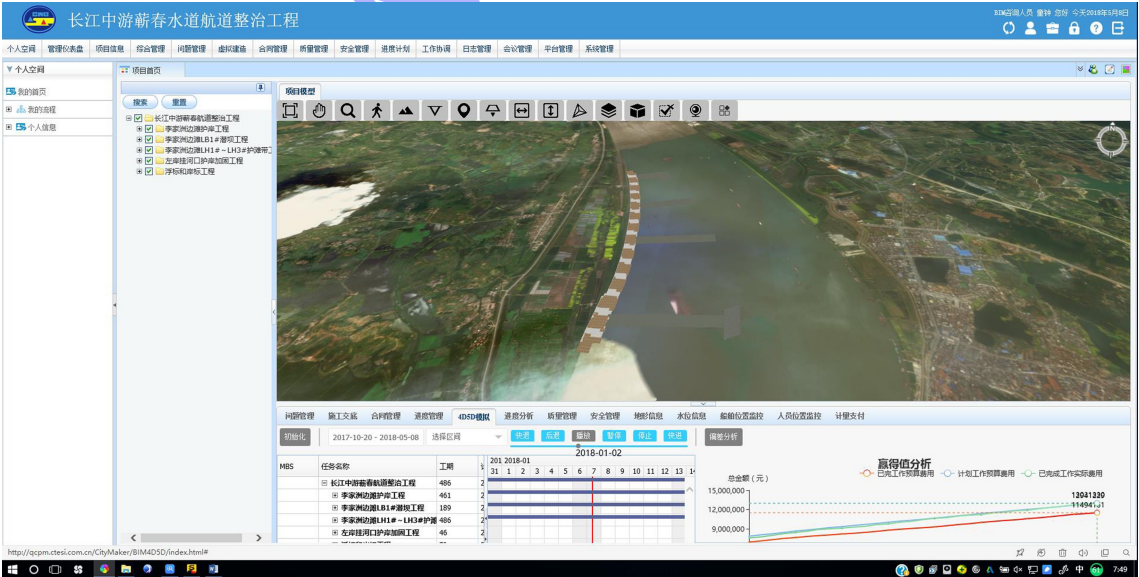 长江中游蕲春水道航道整治工程
BIM咨询人员 童钟 您好 今天2018年5月8日
个人空间 管理仪表盘 项目信息 综合管理 问题管理 虚拟建造 合同管理 质量管理 安全管理 进度计划 工作协调 日志管理 会议管理 平台管理 系统管理
个人空间 项目首页
我的首页
我的流程
个人信息
搜索 重置
长江中游蕲春航道整治工程
李家洲边滩护岸工程
李家洲边滩LB1#潜坝工程
李家洲边滩LH1#~LH3#护滩带工
左岸挂河口护岸加固工程
浮标和岸标工程
项目模型
问题管理 施工交底 合同管理 进度管理 4D5D模拟 进度分析 质量管理 安全管理 地形信息 水位信息 船舶位置监控 人员位置监控 计量支付
初始化 2017-10-20 - 2018-05-08 选择区间 快退 后退 播放 暂停 停止 快进 偏差分析
2018-01-02
MBS 任务名称 工期
201 2018-01
31 1 2 3 4 5 6 7 8 9 10 11 12 13 1
长江中游蕲春航道整治工程 486 2
李家洲边滩护岸工程 461 2
李家洲边滩LB1#潜坝工程 189 2
李家洲边滩LH1#~LH3#护滩 486 2
左岸挂河口护岸加固工程 46 2
赢得值分析
已完工作预算费用 计划工作预算费用 已完成工作实际费用
总金额（元）
15,000,000
12,000,000
9,000,000
http://qcpm.ctesi.com.cn/CityMaker/BIM4D5D/index.html#
中 60 7:49